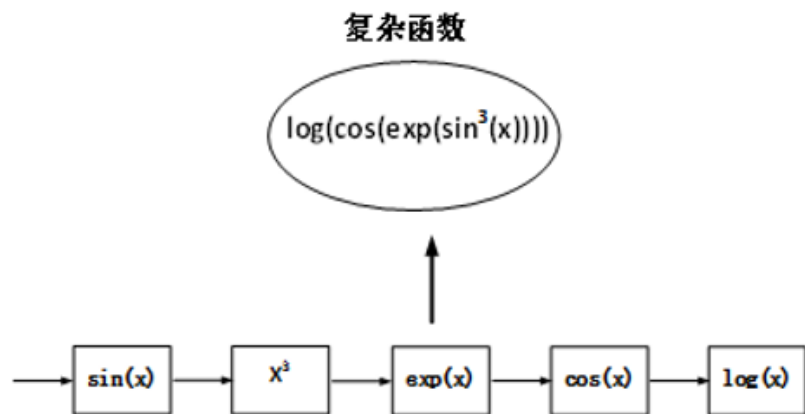 复杂函数
log(cos(exp(sin³(x))))
sin(x)
X³
exp(x)
cos(x)
log(x)